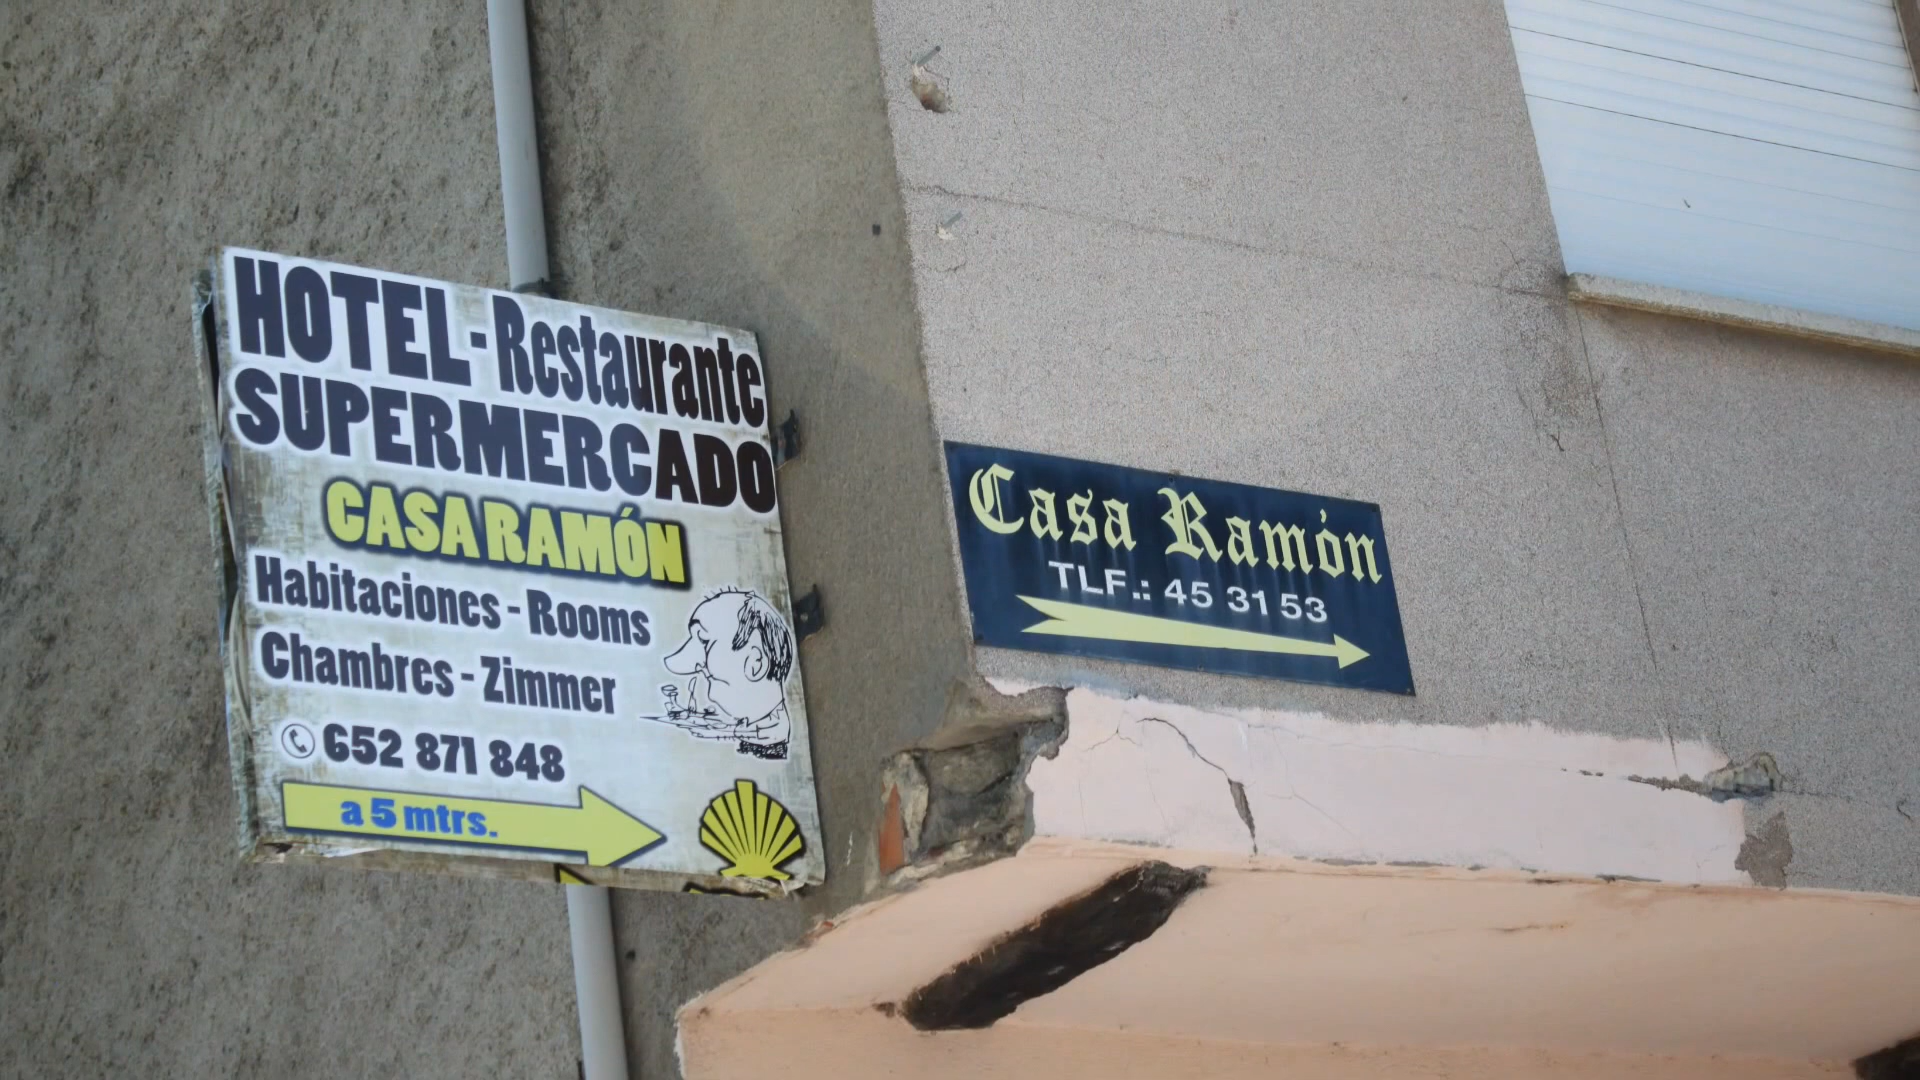 HOTEL - Restaurante
SUPERMERCADO
CASA RAMÓN
Habitaciones - Rooms
Chambres - Zimmer
652 871 848
a 5 mtrs.
Casa Ramón
TLF.: 45 31 53